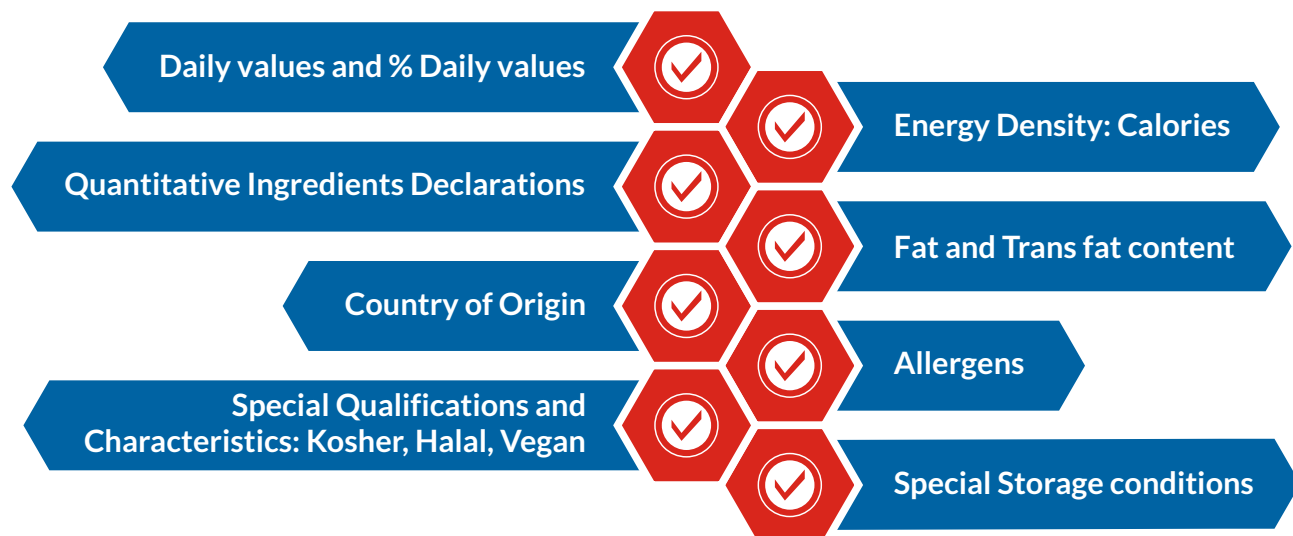 Daily values and % Daily values
Energy Density: Calories
Quantitative Ingredients Declarations
Fat and Trans fat content
Country of Origin
Allergens
Special Qualifications and
Characteristics: Kosher, Halal, Vegan
Special Storage conditions